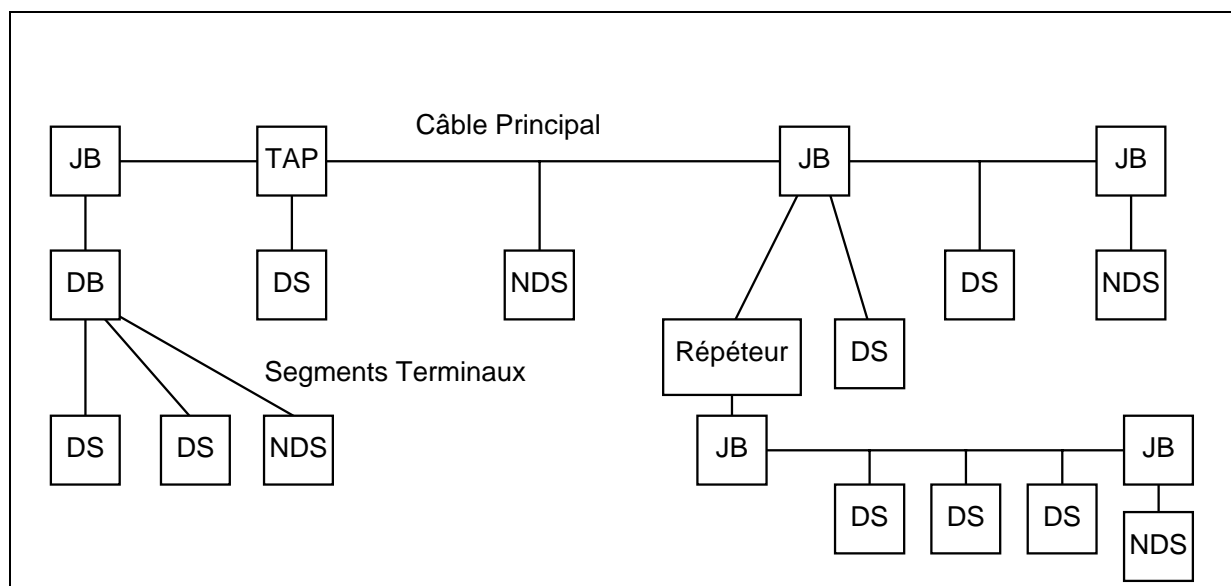 Câble Principal
JB
TAP
JB
JB
DB
DS
NDS
DS
NDS
Répéteur
DS
Segments Terminaux
DS
DS
NDS
JB
JB
DS
DS
DS
NDS